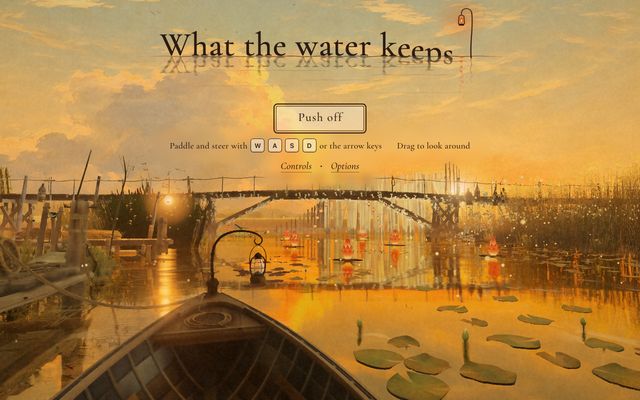 What the water keeps
Push off
Paddle and steer with W A S D or the arrow keys Drag to look around
Controls · Options